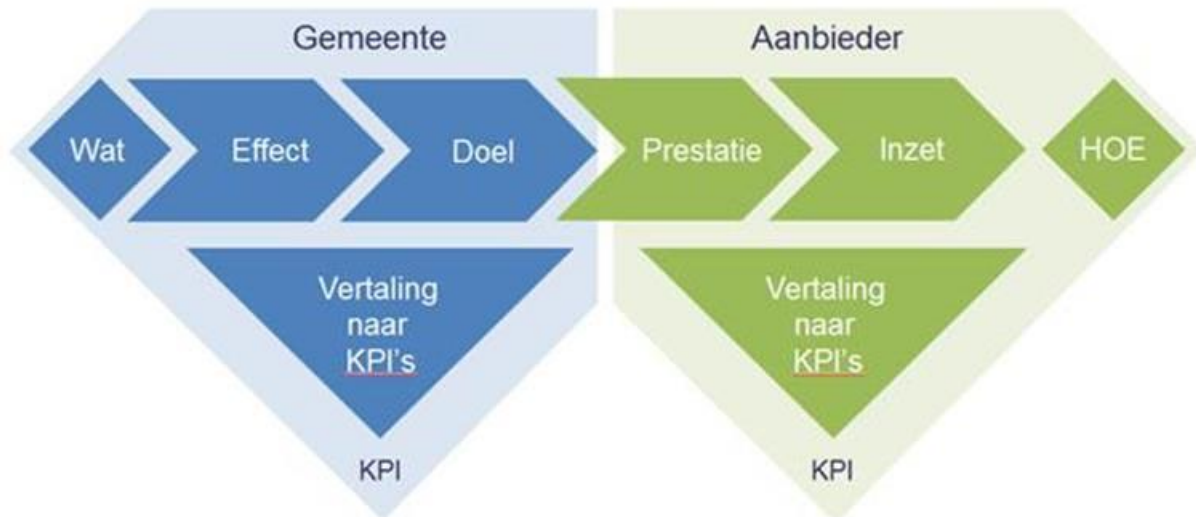 Gemeente
Aanbieder
Wat
Effect
Doel
Prestatie
Inzet
HOE
Vertaling
naar
KPI's
Vertaling
naar
KPI's
KPI
KPI